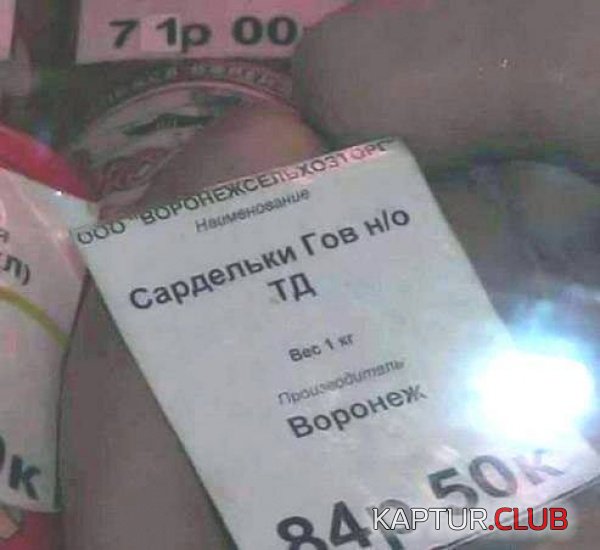 71р 00
ООО "ВОРОНЕЖСЕЛЬХОЗТОРГ"
Наименование
Сардельки Гов н/о
ТД
Вес 1 кг
Производитель
Воронеж
84р 50к
Л)
к
KAPTUR.CLUB